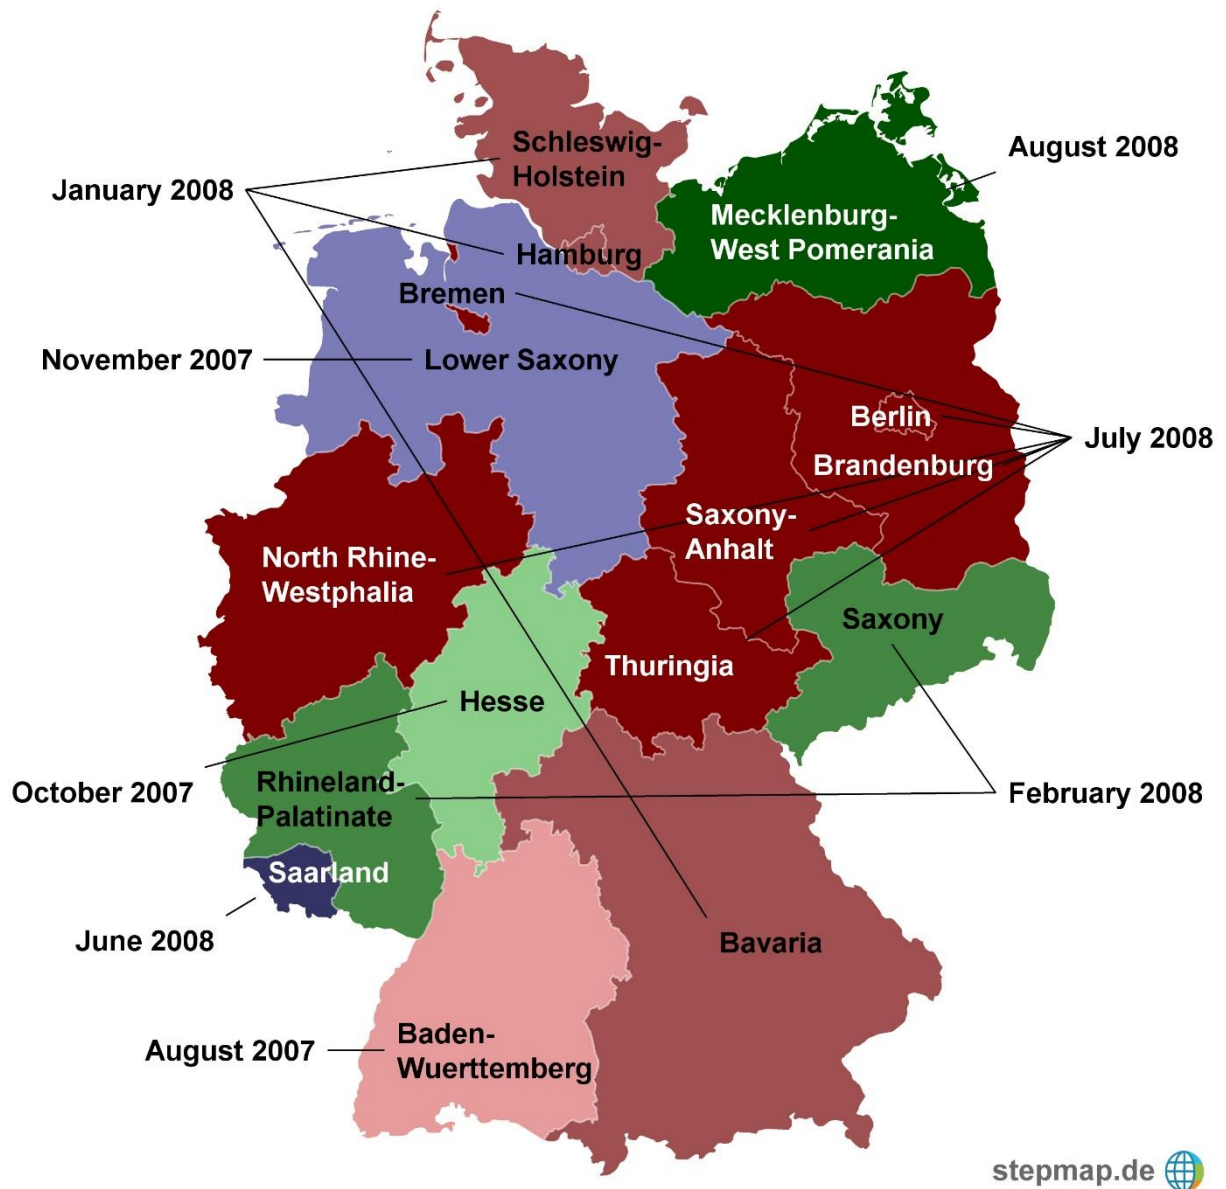 Schleswig-
Holstein
August 2008
January 2008
Mecklenburg-
West Pomerania
Hamburg
Bremen
November 2007
Lower Saxony
Berlin
July 2008
Brandenburg
Saxony-
Anhalt
North Rhine-
Westphalia
Saxony
Thuringia
Hesse
October 2007
Rhineland-
Palatinate
February 2008
Saarland
June 2008
Bavaria
Baden-
Wuerttemberg
August 2007
stepmap.de